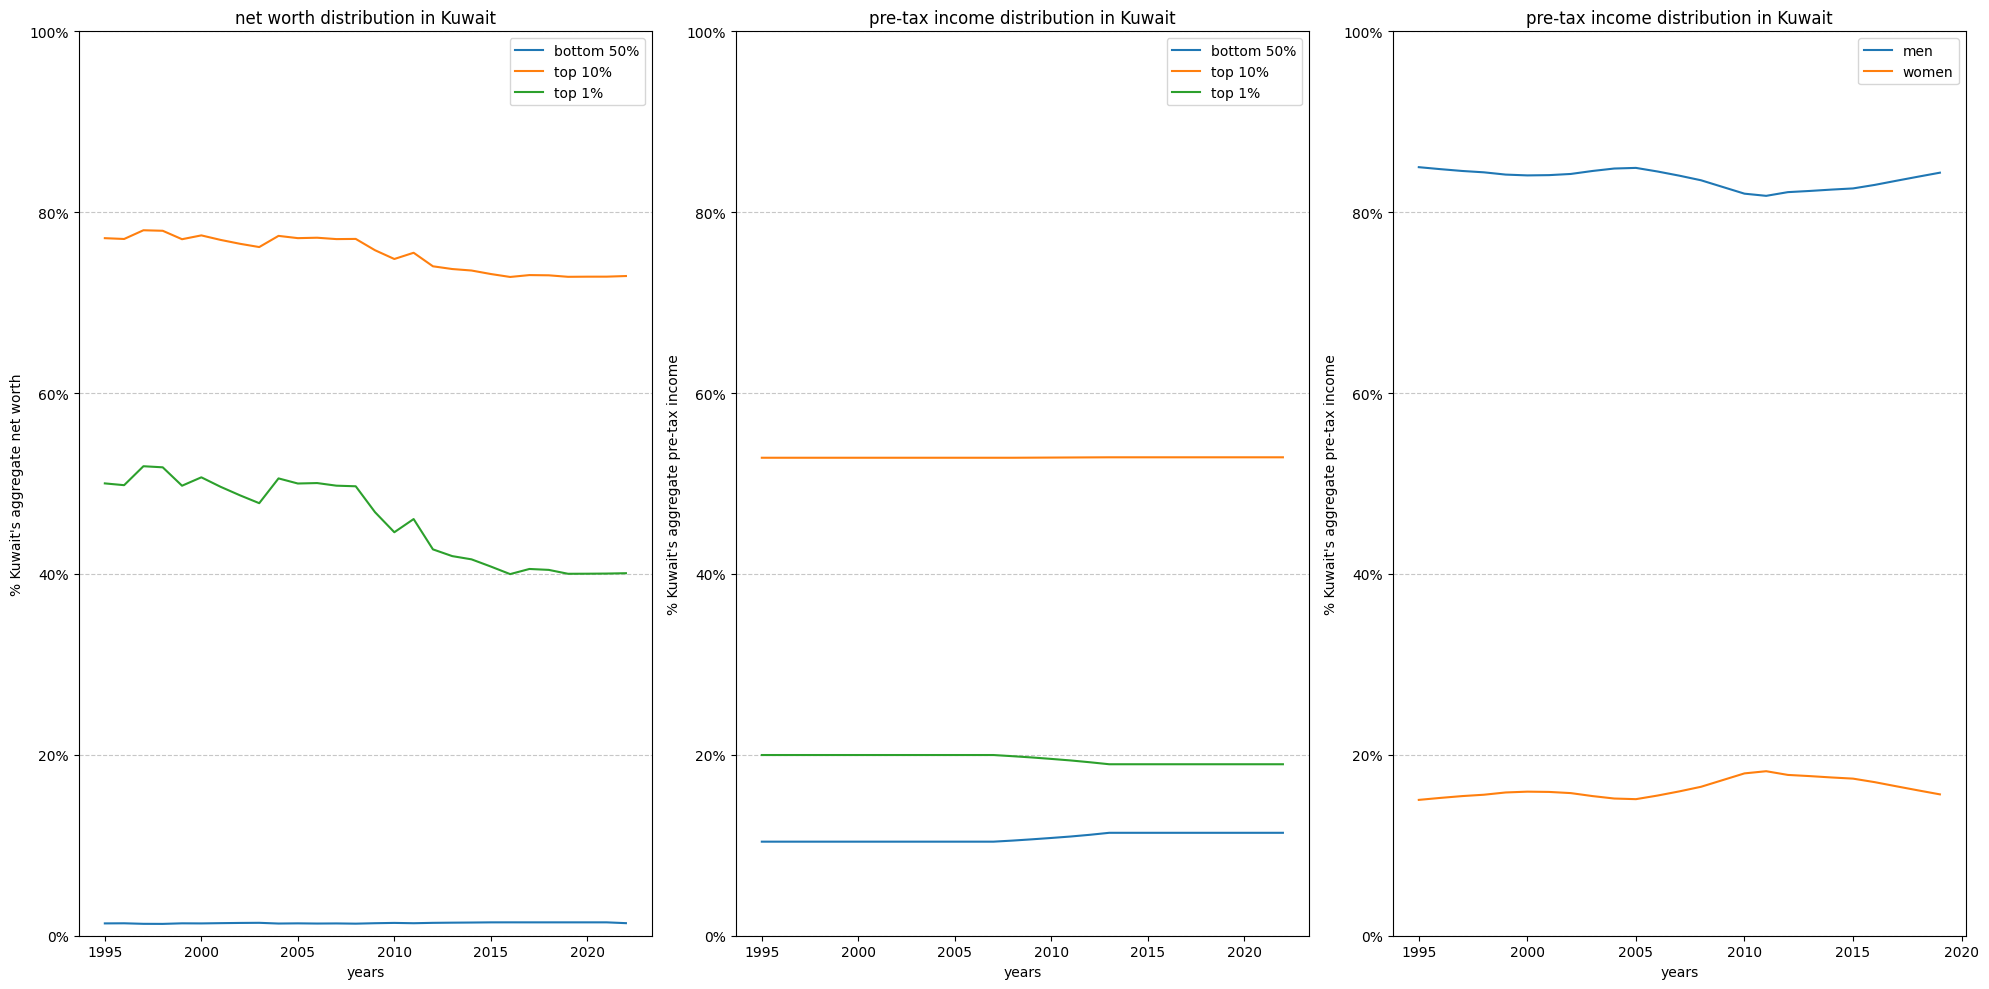 net worth distribution in Kuwait
100%
80%
60%
40%
20%
0%
% Kuwait's aggregate net worth
bottom 50%
top 10%
top 1%
1995 2000 2005 2010 2015 2020
years
pre-tax income distribution in Kuwait
100%
80%
60%
40%
20%
0%
% Kuwait's aggregate pre-tax income
bottom 50%
top 10%
top 1%
1995 2000 2005 2010 2015 2020
years
pre-tax income distribution in Kuwait
100%
80%
60%
40%
20%
0%
% Kuwait's aggregate pre-tax income
men
women
1995 2000 2005 2010 2015 2020
years